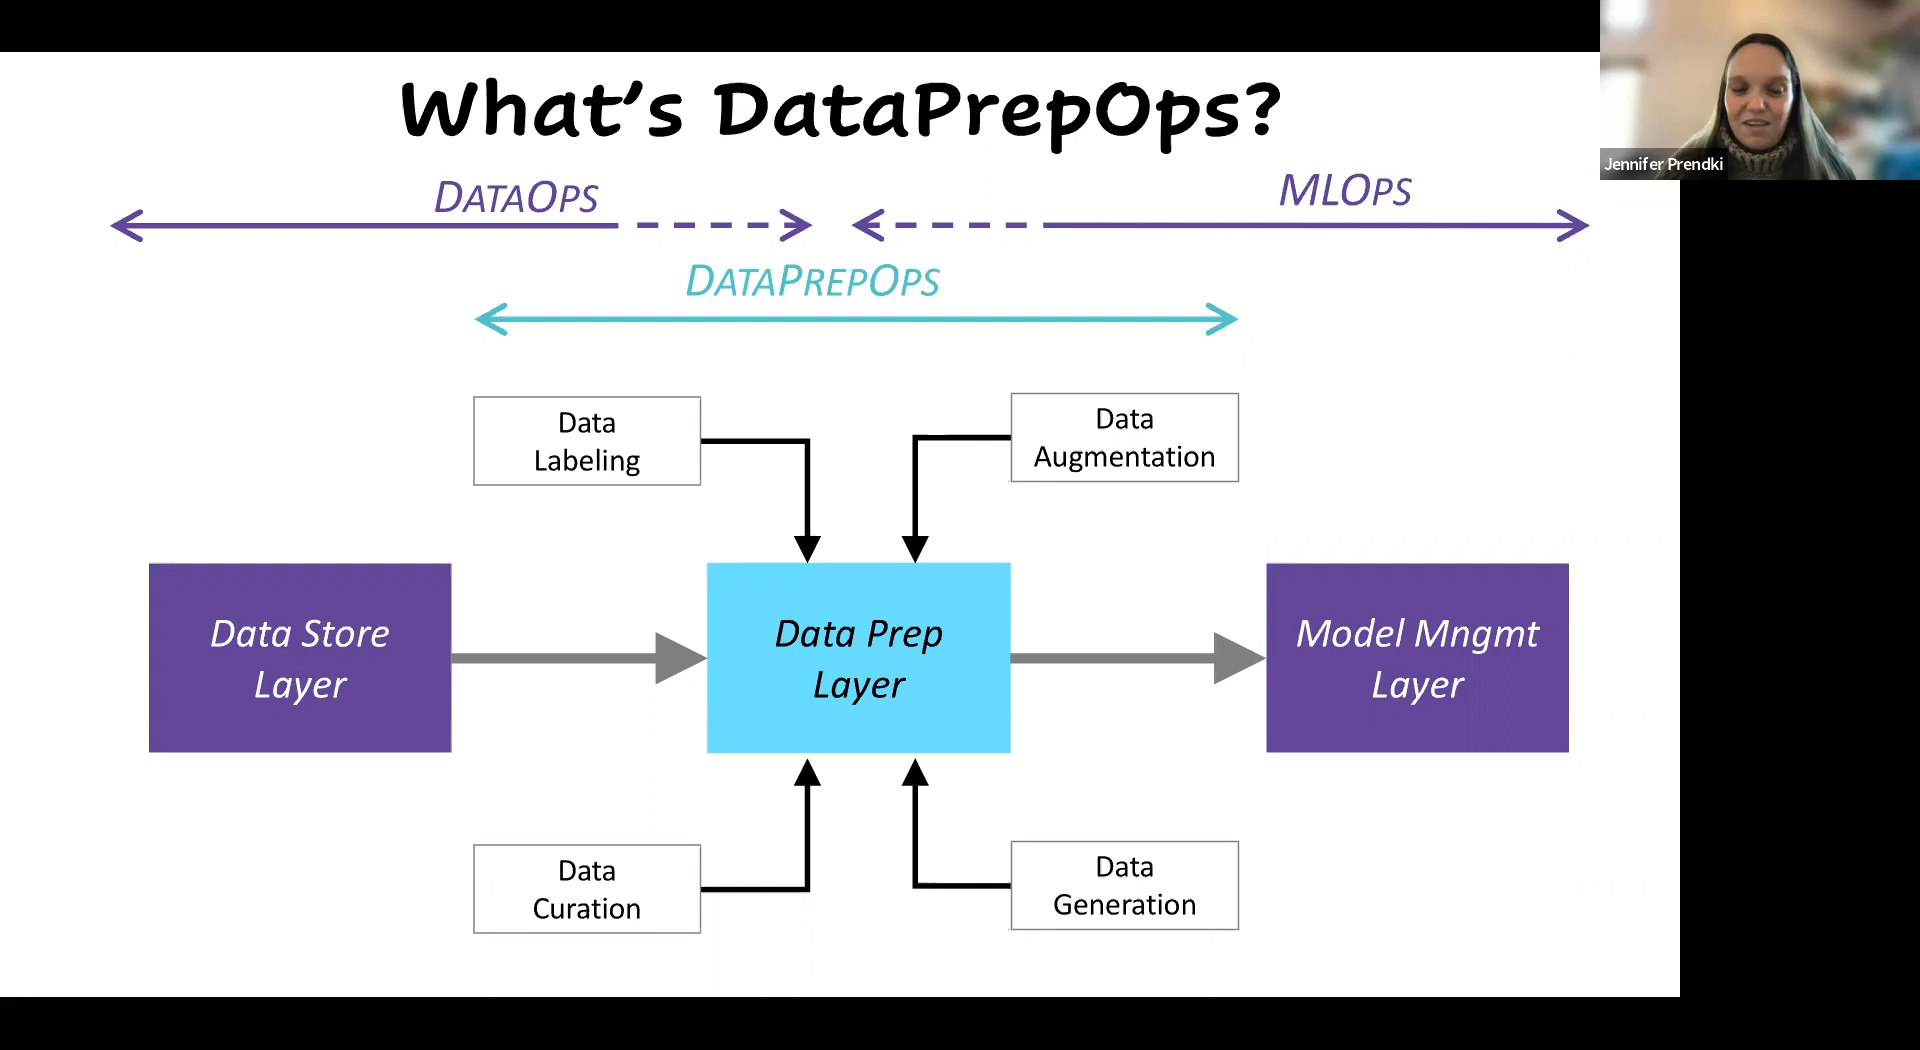 What's DataPrepOps?
Jennifer Prendki
DATAOPS
MLOPS
DATAPREPOPS
Data
Labeling
Data
Augmentation
Data Store
Layer
Data Prep
Layer
Model Mngmt
Layer
Data
Curation
Data
Generation